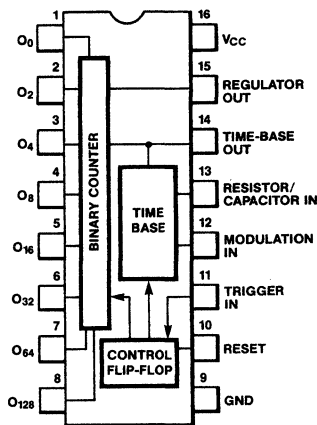 1
O0
2
O2
3
O4
4
O8
5
O16
6
O32
7
O64
8
O128
16
VCC
15
REGULATOR
OUT
14
TIME-BASE
OUT
13
RESISTOR/
CAPACITOR IN
12
MODULATION
IN
11
TRIGGER
IN
10
RESET
9
GND
BINARY COUNTER
TIME
BASE
CONTROL
FLIP-FLOP